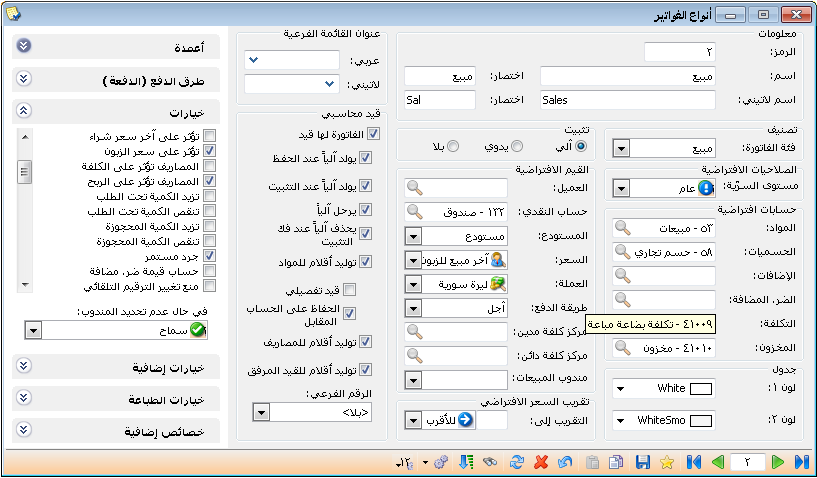 أنواع الفواتير
معلومات
الرمز: ٢
اسم: مبيع
اختصار: مبيع
اسم لاتيني: Sales
اختصار: Sal
تصنيف
فئة الفاتورة: مبيع
الصلاحيات الافتراضية
مستوى السرّية: عام
حسابات افتراضية
المواد: ٥٣ - مبيعات
الحسميات: ٥٨ - حسم تجاري
الإضافات:
الضر. المضافة:
التكلفة: ٤١٠٠٩ - تكلفة بضاعة مباعة
المخزون: ٤١٠١٠ - مخزون
جدول
لون ١: White
لون ٢: WhiteSmo
تثبيت
آلي
يدوي
بلا
القيم الافتراضية
العميل:
حساب النقدي: ١٣٢ - صندوق
المستودع: مستودع
السعر: آخر مبيع للزبون
العملة: ليرة سورية
طريقة الدفع: آجل
مركز كلفة مدين:
مركز كلفة دائن:
مندوب المبيعات:
تقريب السعر الافتراضي
التقريب إلى: للأقرب
عنوان القائمة الفرعية
عربي:
لاتيني:
قيد محاسبي
الفاتورة لها قيد
يولد آلياً عند الحفظ
يولد آلياً عند التثبيت
يرحل آلياً
يحذف آلياً عند فك
التثبيت
توليد أقلام للمواد
قيد تفصيلي
الحفاظ على الحساب
المقابل
توليد أقلام للمصاريف
توليد أقلام للقيد المرفق
الرقم الفرعي:
<بلا>
أعمدة
طرق الدفع (الدفعة)
خيارات
تؤثر على آخر سعر شراء
تؤثر على سعر الزبون
المصاريف تؤثر على الكلفة
المصاريف تؤثر على الربح
تزيد الكمية تحت الطلب
تنقص الكمية تحت الطلب
تزيد الكمية المحجوزة
تنقص الكمية المحجوزة
جرد مستمر
حساب قيمة ضر. مضافة
منع تغيير الترقيم التلقائي
في حال عدم تحديد المندوب:
سماح
خيارات إضافية
خيارات الطباعة
خصائص إضافية
٢